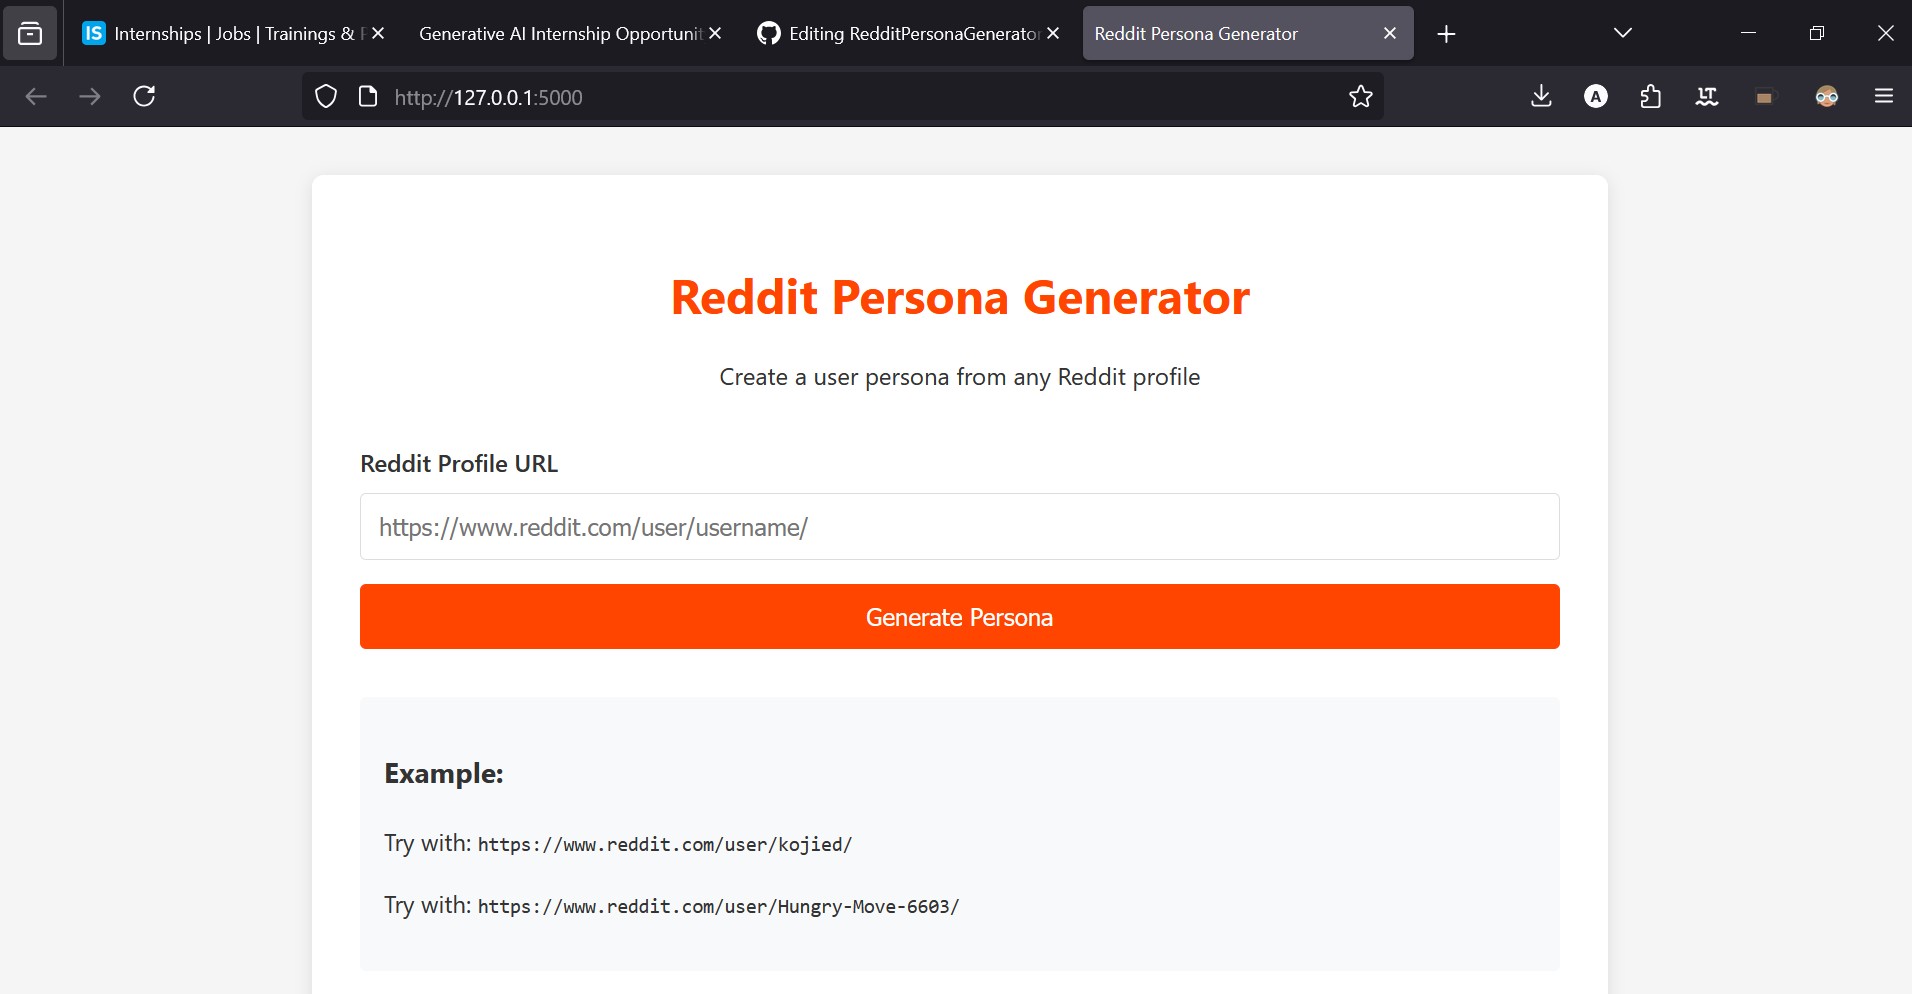 IS Internships | Jobs | Trainings &
Generative AI Internship Opportunit
Editing RedditPersonaGenerator
Reddit Persona Generator
http://127.0.0.1:5000
A
LT
Reddit Persona Generator
Create a user persona from any Reddit profile
Reddit Profile URL
https://www.reddit.com/user/username/
Generate Persona
Example:
Try with: https://www.reddit.com/user/kojied/
Try with: https://www.reddit.com/user/Hungry-Move-6603/